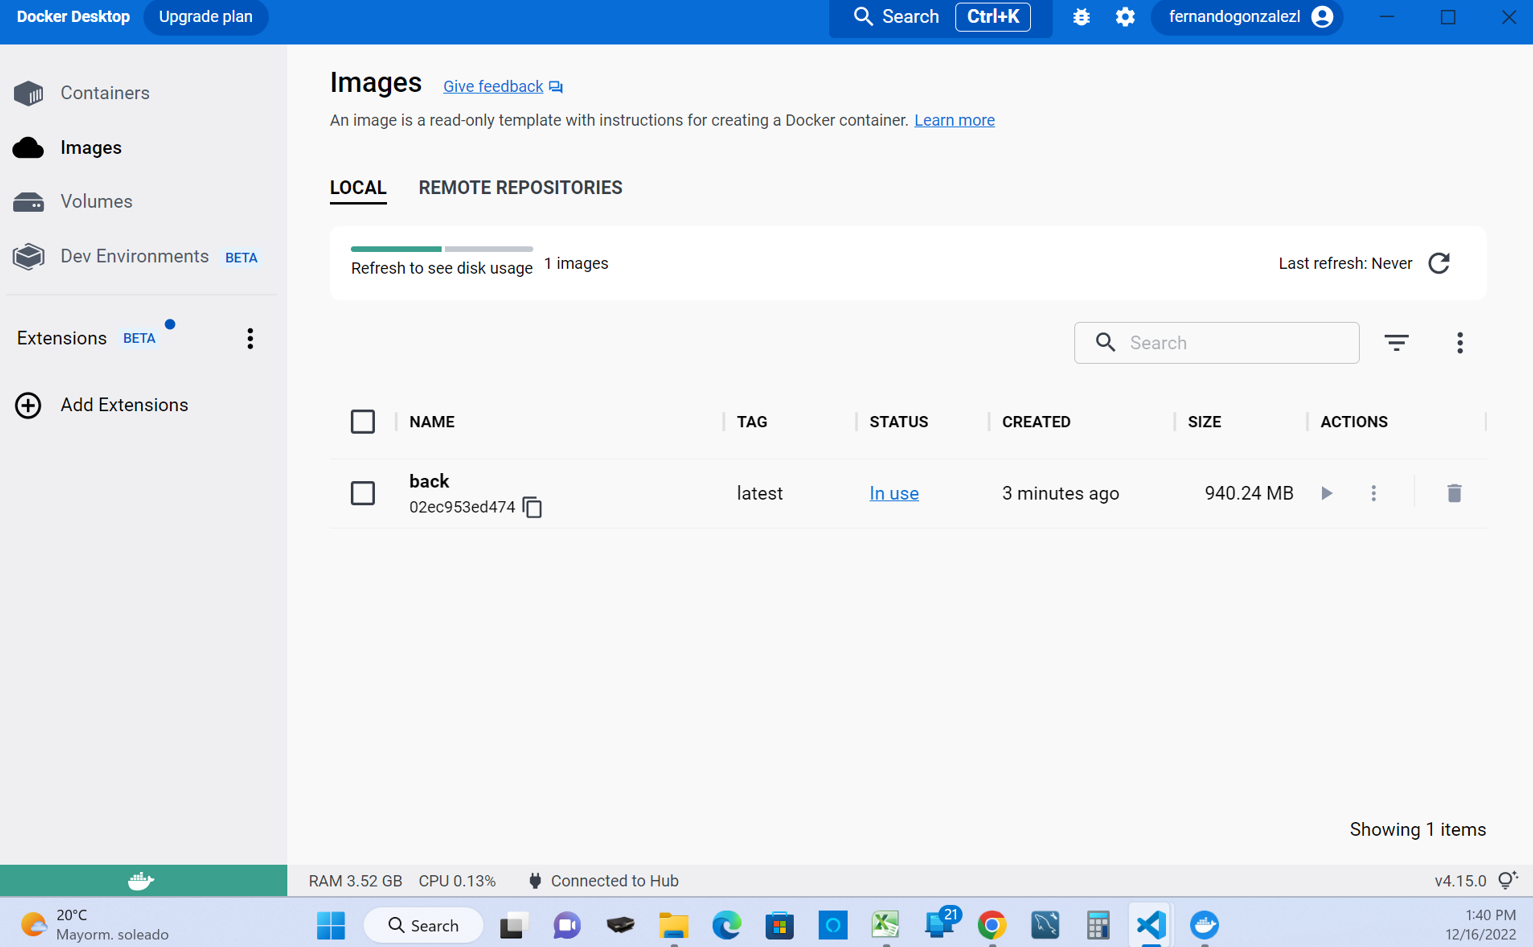 Docker Desktop Upgrade plan Search Ctrl+K fernandogonzalezl
Containers
Images
Volumes
Dev Environments BETA
Extensions BETA
Add Extensions
Images Give feedback
An image is a read-only template with instructions for creating a Docker container. Learn more
LOCAL REMOTE REPOSITORIES
Refresh to see disk usage 1 images Last refresh: Never
Search
NAME TAG STATUS CREATED SIZE ACTIONS
back
02ec953ed474 latest In use 3 minutes ago 940.24 MB
Showing 1 items
RAM 3.52 GB CPU 0.13% Connected to Hub v4.15.0
20°C
Mayorm. soleado
Search
21
1:40 PM
12/16/2022